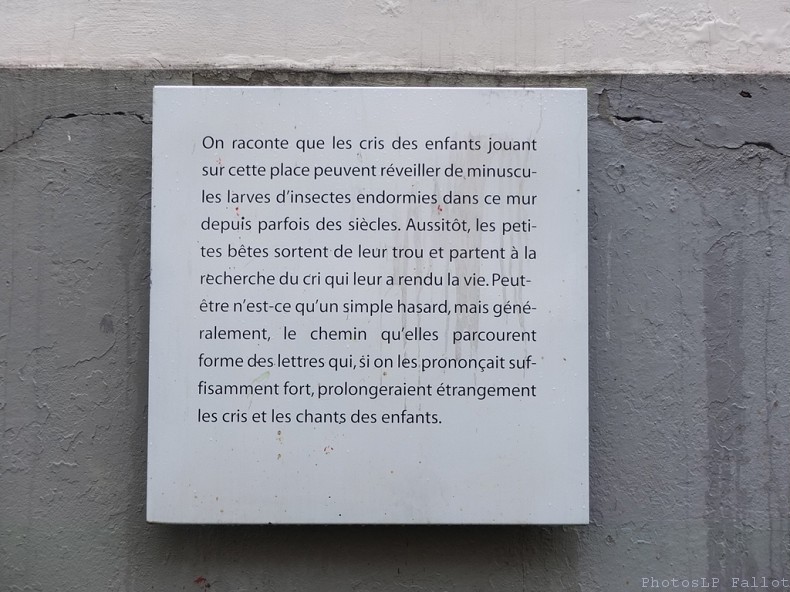 On raconte que les cris des enfants jouant
sur cette place peuvent réveiller de minuscu-
les larves d'insectes endormies dans ce mur
depuis parfois des siècles. Aussitôt, les peti-
tes bêtes sortent de leur trou et partent à la
recherche du cri qui leur a rendu la vie. Peut-
être n'est-ce qu'un simple hasard, mais géné-
ralement, le chemin qu'elles parcourent
forme des lettres qui, si on les prononçait suf-
fisamment fort, prolongeraient étrangement
les cris et les chants des enfants.
PhotosLP Fallot